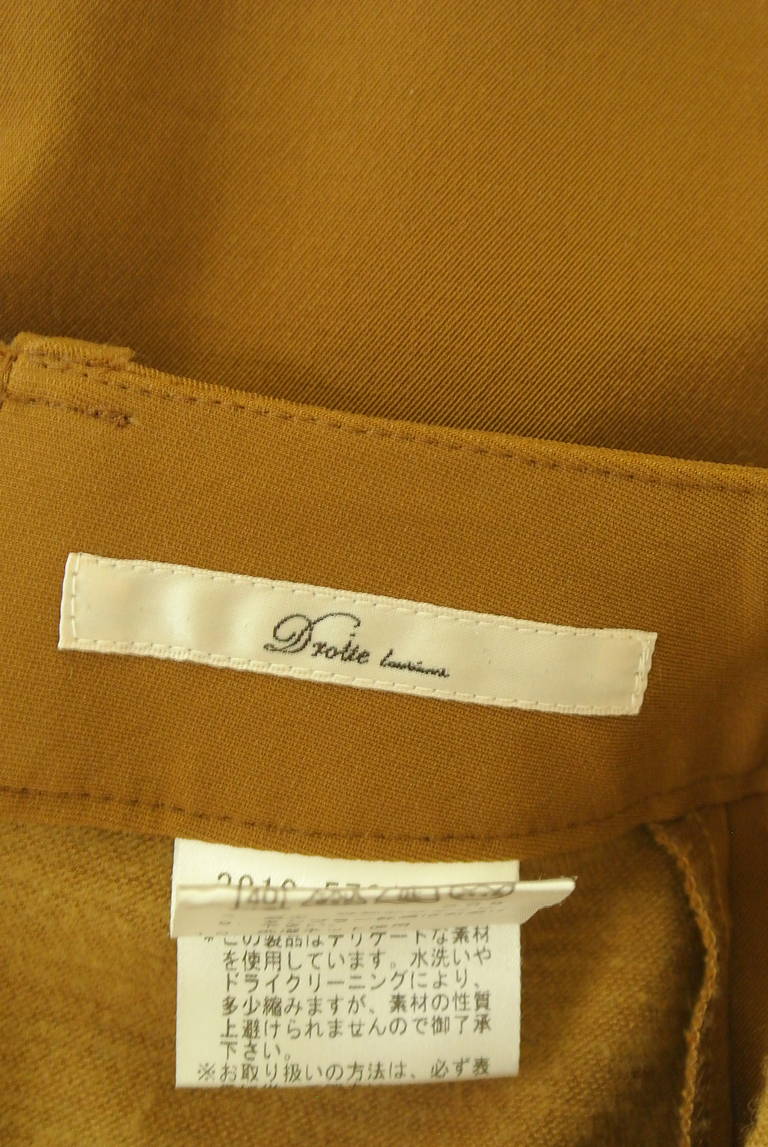 Drotte
*この製品はデリケートな素材
を使用しています。水洗いや
ドライクリーニングにより、
多少縮みますが、素材の性質
上避けられませんので御了承
下さい。
※お取り扱いの方法は、必ず表